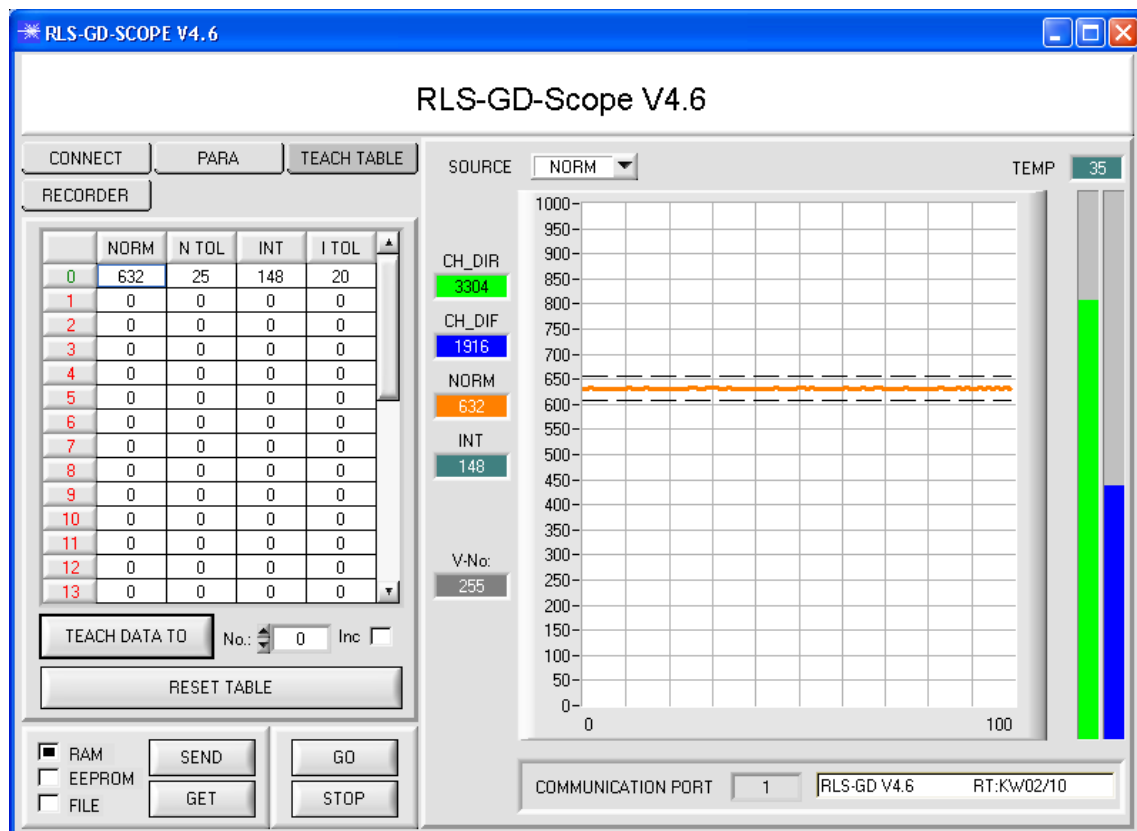 RLS-GD-SCOPE V4.6
RLS-GD-Scope V4.6
CONNECT PARA TEACH TABLE
RECORDER
NORM N TOL INT I TOL
0 632 25 148 20
1 0 0 0 0
2 0 0 0 0
3 0 0 0 0
4 0 0 0 0
5 0 0 0 0
6 0 0 0 0
7 0 0 0 0
8 0 0 0 0
9 0 0 0 0
10 0 0 0 0
11 0 0 0 0
12 0 0 0 0
13 0 0 0 0
TEACH DATA TO No.: 0 Inc
RESET TABLE
RAM
EEPROM
FILE
SEND
GET
GO
STOP
SOURCE NORM TEMP 35
CH_DIR
3304
CH_DIF
1916
NORM
632
INT
148
V-No:
255
1000
950
900
850
800
750
700
650
600
550
500
450
400
350
300
250
200
150
100
50
0
0 100
COMMUNICATION PORT 1 RLS-GD V4.6 RT:KW02/10